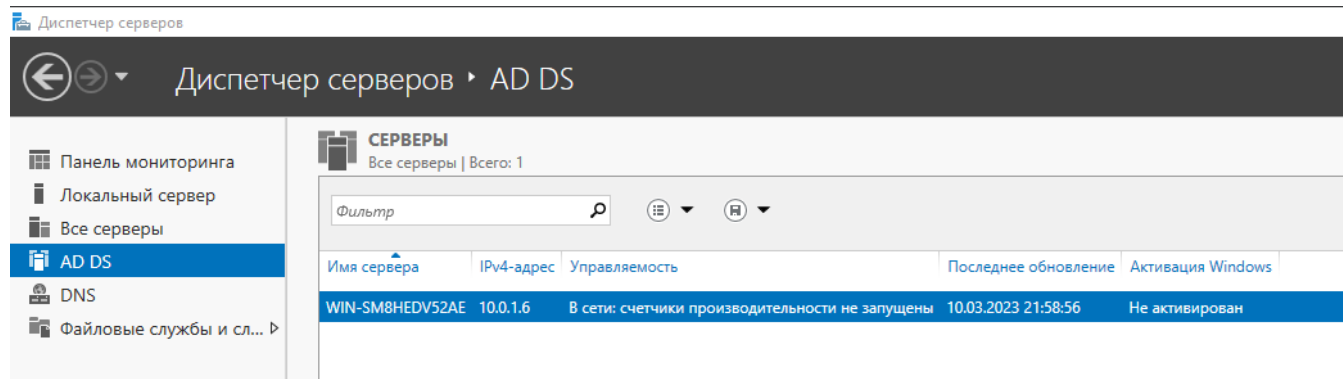 Диспетчер серверов
Диспетчер серверов ‣ AD DS
Панель мониторинга
Локальный сервер
Все серверы
AD DS
DNS
Файловые службы и сл...
СЕРВЕРЫ
Все серверы | Всего: 1
Фильтр
Имя сервера IPv4-адрес Управляемость Последнее обновление Активация Windows
WIN-SM8HEDV52AE 10.0.1.6 В сети: счетчики производительности не запущены 10.03.2023 21:58:56 Не активирован